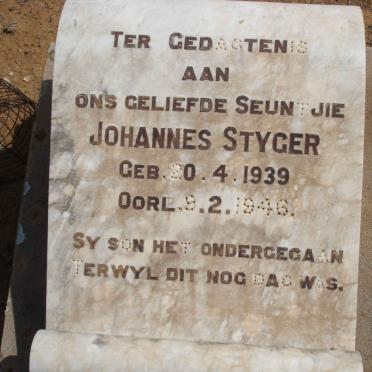 TER GEDAGTENIS
AAN
ONS GELIEFDE SEUNTJIE
JOHANNES STYGER
GEB. 20.4.1939
OORL. 9.2.1946.
SY SON HET ONDERGEGAAN
TERWYL DIT NOG DAG WAS.